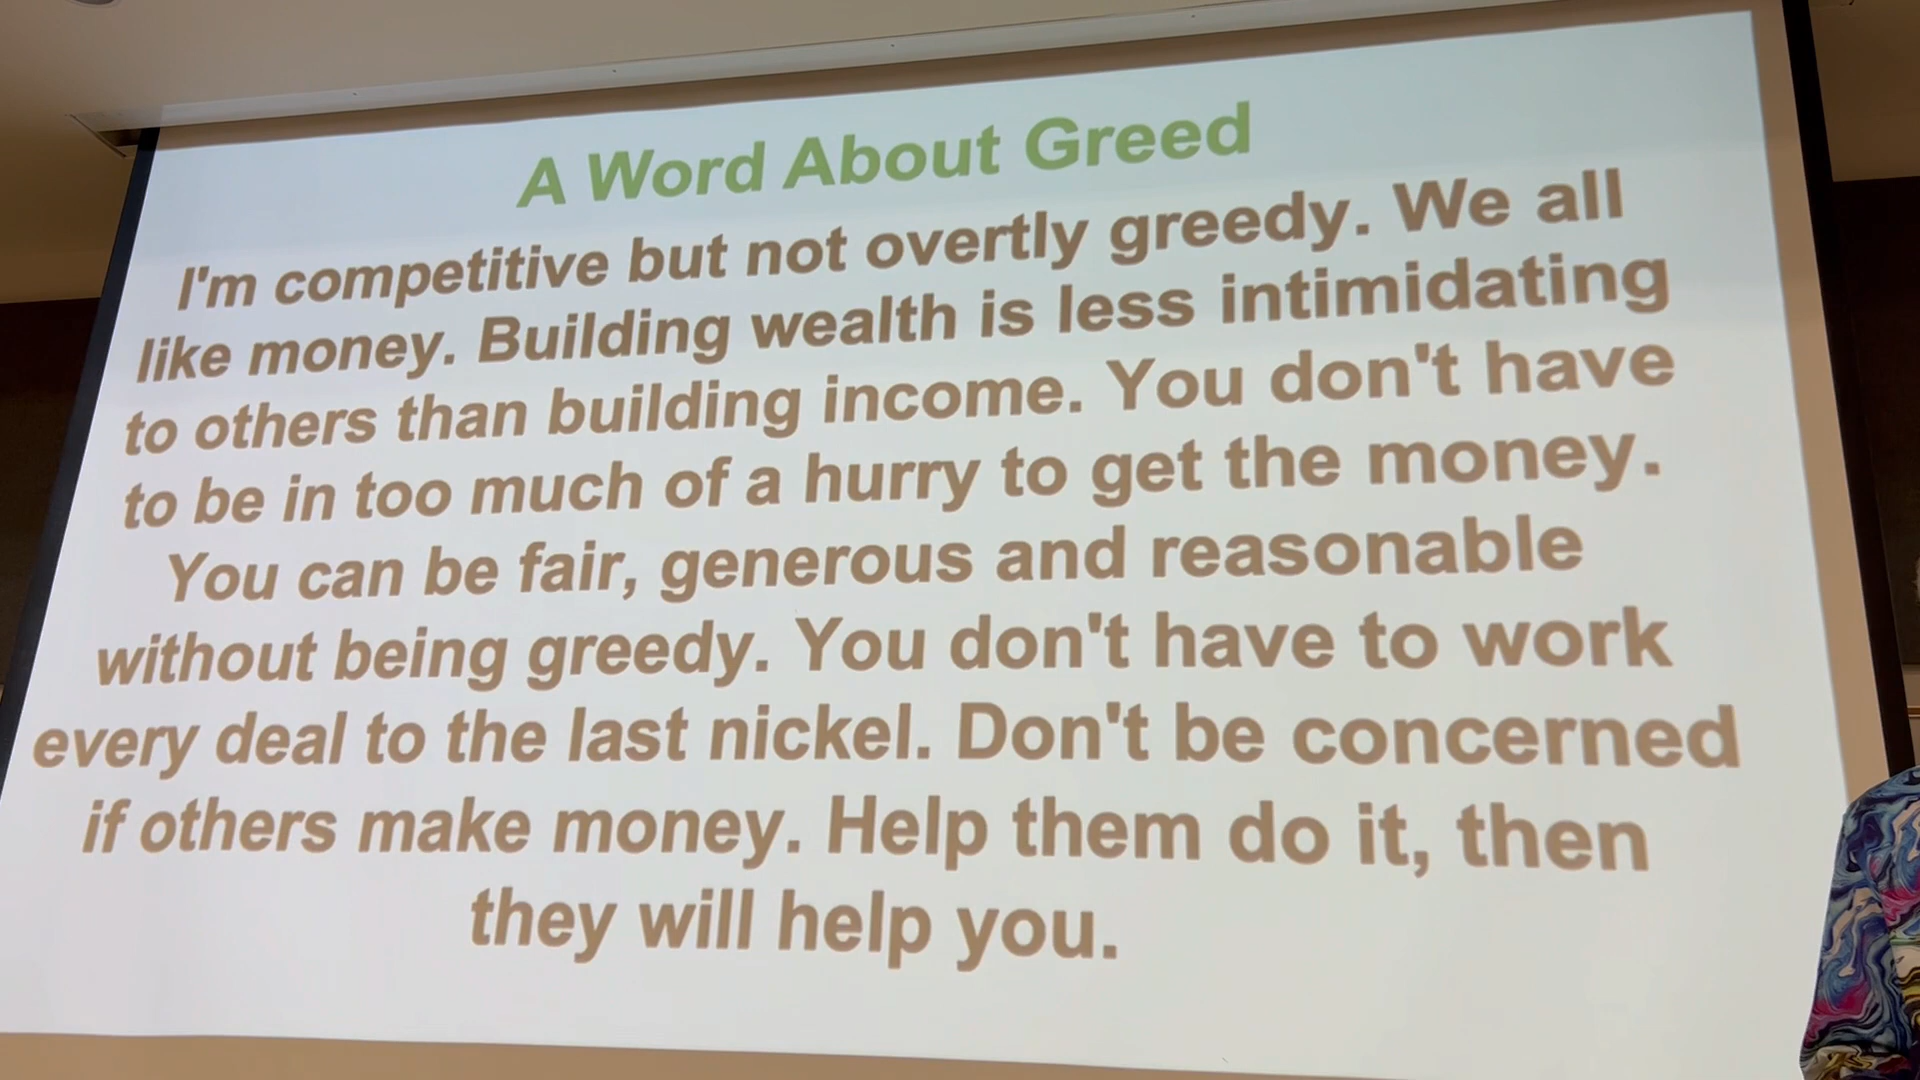 A Word About Greed
I'm competitive but not overtly greedy. We all
like money. Building wealth is less intimidating
to others than building income. You don't have
to be in too much of a hurry to get the money.
You can be fair, generous and reasonable
without being greedy. You don't have to work
every deal to the last nickel. Don't be concerned
if others make money. Help them do it, then
they will help you.